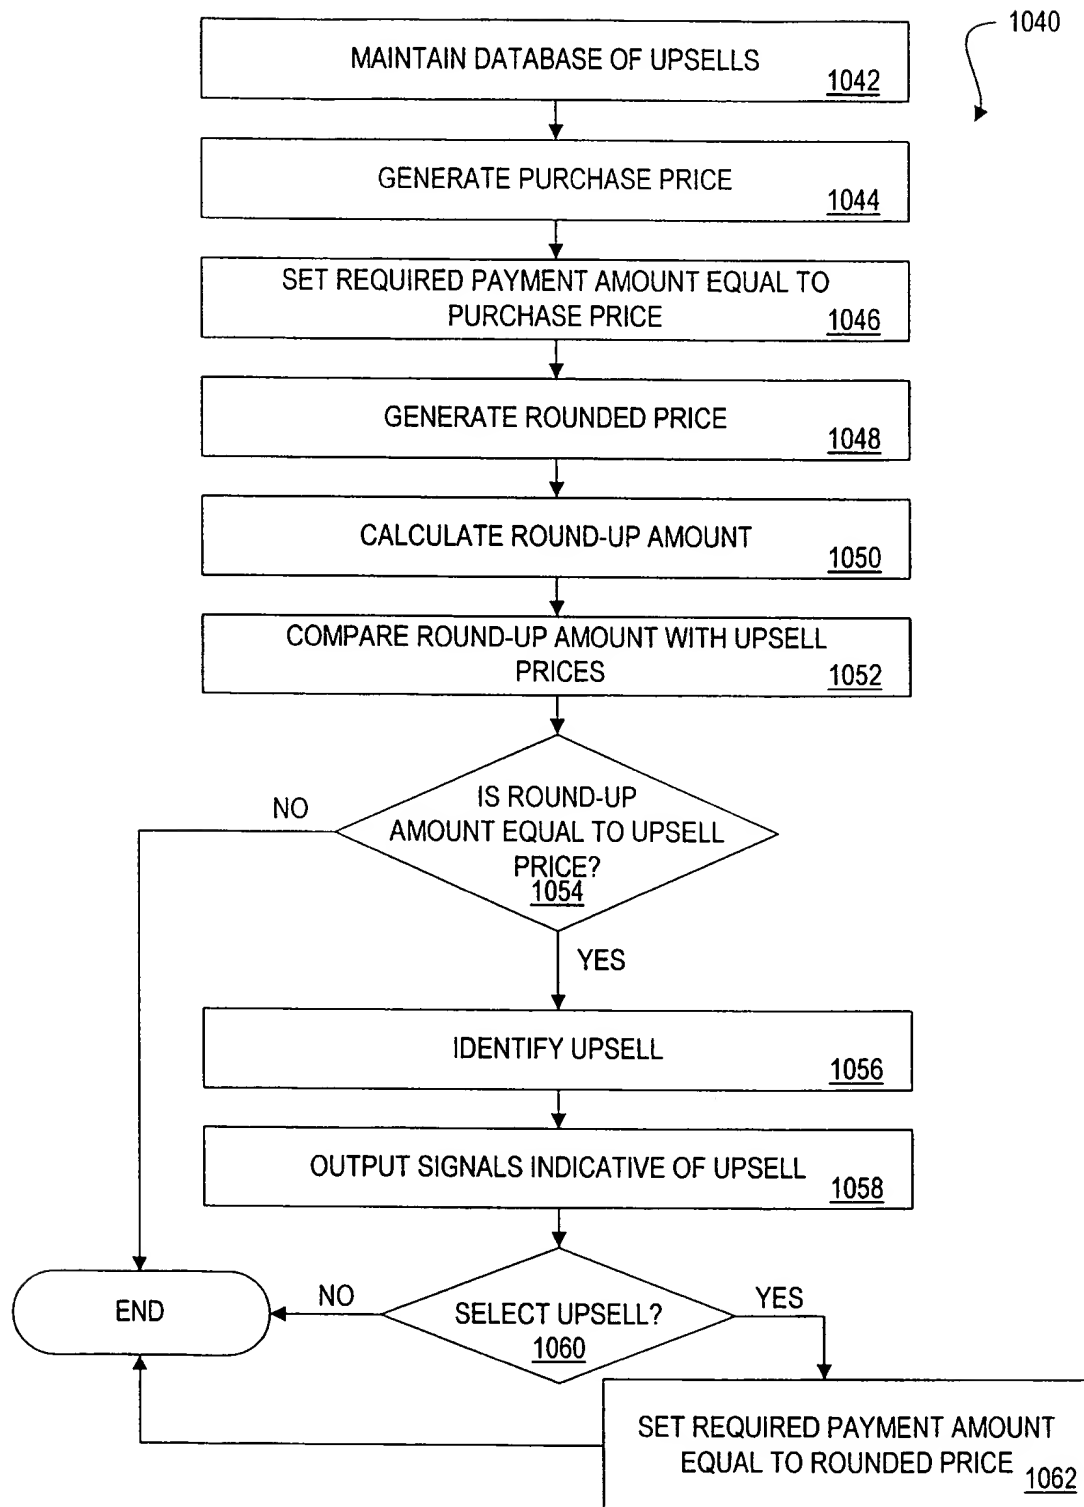 1040
MAINTAIN DATABASE OF UPSELLS
1042
GENERATE PURCHASE PRICE
1044
SET REQUIRED PAYMENT AMOUNT EQUAL TO
PURCHASE PRICE
1046
GENERATE ROUNDED PRICE
1048
CALCULATE ROUND-UP AMOUNT
1050
COMPARE ROUND-UP AMOUNT WITH UPSELL
PRICES
1052
NO
IS ROUND-UP
AMOUNT EQUAL TO UPSELL
PRICE?
1054
YES
IDENTIFY UPSELL
1056
OUTPUT SIGNALS INDICATIVE OF UPSELL
1058
END
NO
SELECT UPSELL?
1060
YES
SET REQUIRED PAYMENT AMOUNT
EQUAL TO ROUNDED PRICE
1062